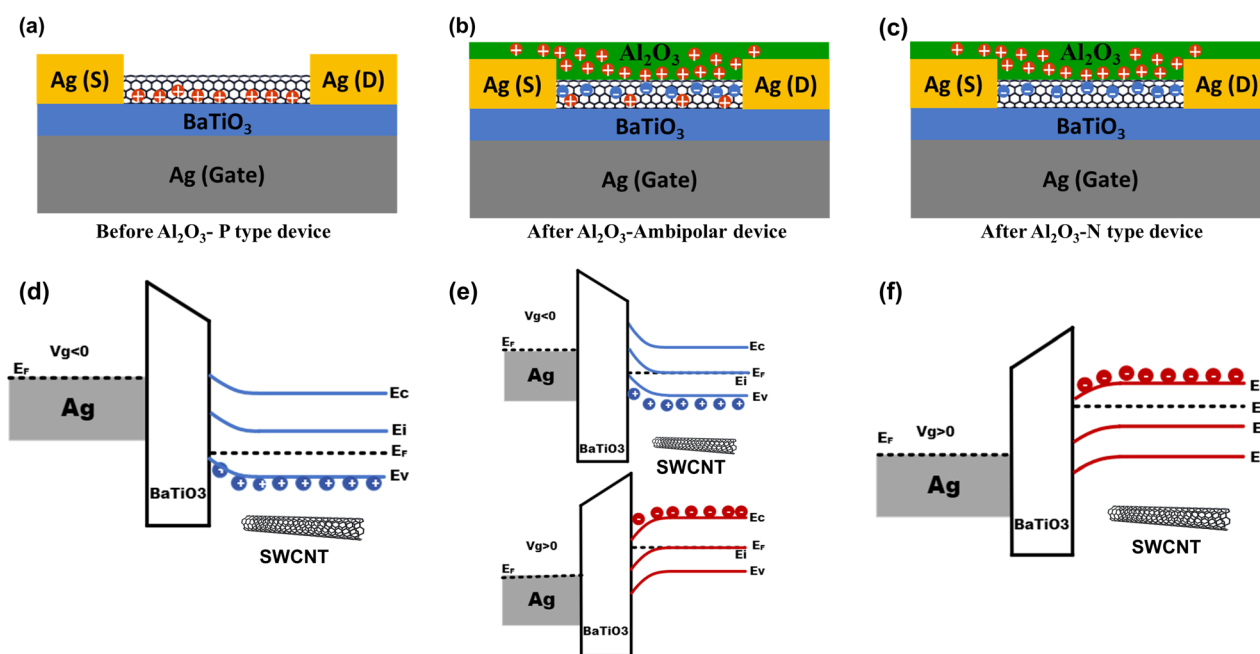 (a)
Ag (S)
Ag (D)
BaTiO₃
Ag (Gate)
Before Al₂O₃- P type device
(b)
Al₂O₃
Ag (S)
Ag (D)
BaTiO₃
Ag (Gate)
After Al₂O₃-Ambipolar device
(c)
Al₂O₃
Ag (S)
Ag (D)
BaTiO₃
Ag (Gate)
After Al₂O₃-N type device
(d)
Vg<0
EF
Ag
BaTiO3
Ec
Ei
EF
Ev
SWCNT
(e)
Vg<0
EF
Ag
BaTiO3
Ec
EF
Ei
Ev
SWCNT
Vg>0
EF
Ag
BaTiO3
Ec
EF
Ei
Ev
(f)
Vg>0
EF
Ag
BaTiO3
E
E
E
E
SWCNT